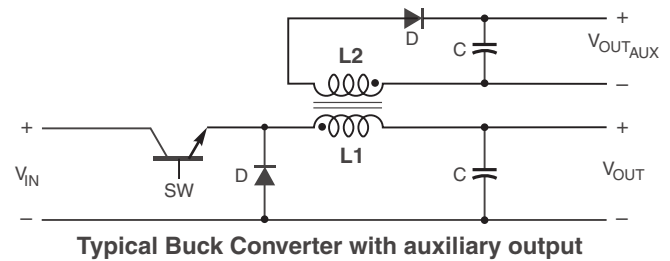 D
C
+
V_OUT_AUX
−
L2
+
+
L1
V_IN
SW
D
C
V_OUT
−
−
Typical Buck Converter with auxiliary output